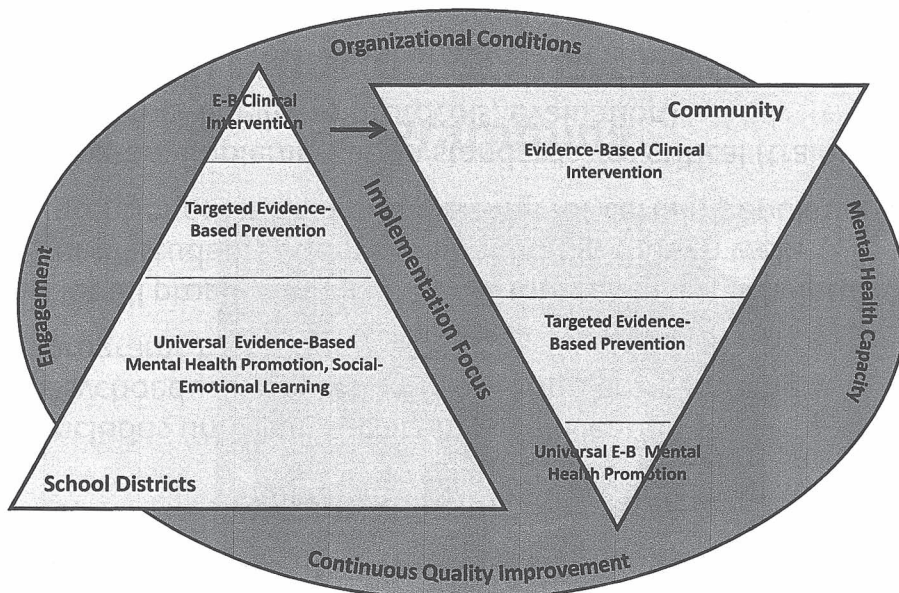 Organizational Conditions
E-B Clinical
Intervention
Targeted Evidence-
Based Prevention
Universal Evidence-Based
Mental Health Promotion, Social-
Emotional Learning
School Districts
Engagement
Implementation Focus
Community
Evidence-Based Clinical
Intervention
Targeted Evidence-
Based Prevention
Universal E-B Mental
Health Promotion
Mental Health Capacity
Continuous Quality Improvement